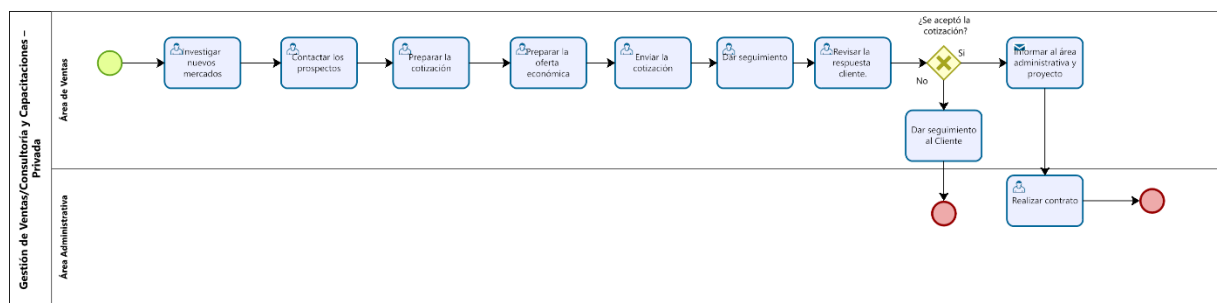 Gestión de Ventas/Consultoría y Capacitaciones –
Privada
Área de Ventas
Investigar
nuevos
mercados
Contactar los
prospectos
Preparar la
cotización
Preparar la
oferta
económica
Enviar la
cotización
Dar seguimiento
Revisar la
respuesta
cliente.
¿Se aceptó la
cotización?
Si
No
Informar al área
administrativa y
proyecto
Dar seguimiento
al Cliente
Área Administrativa
Realizar contrato